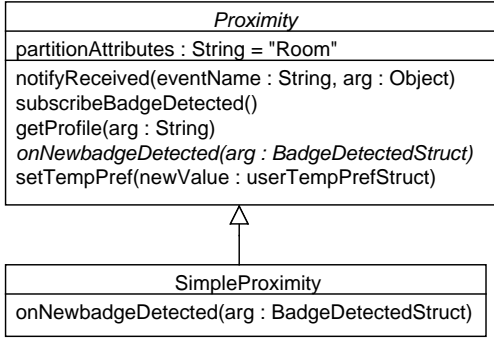 Proximity
partitionAttributes : String = "Room"
notifyReceived(eventName : String, arg : Object)
subscribeBadgeDetected()
getProfile(arg : String)
onNewbadgeDetected(arg : BadgeDetectedStruct)
setTempPref(newValue : userTempPrefStruct)
SimpleProximity
onNewbadgeDetected(arg : BadgeDetectedStruct)